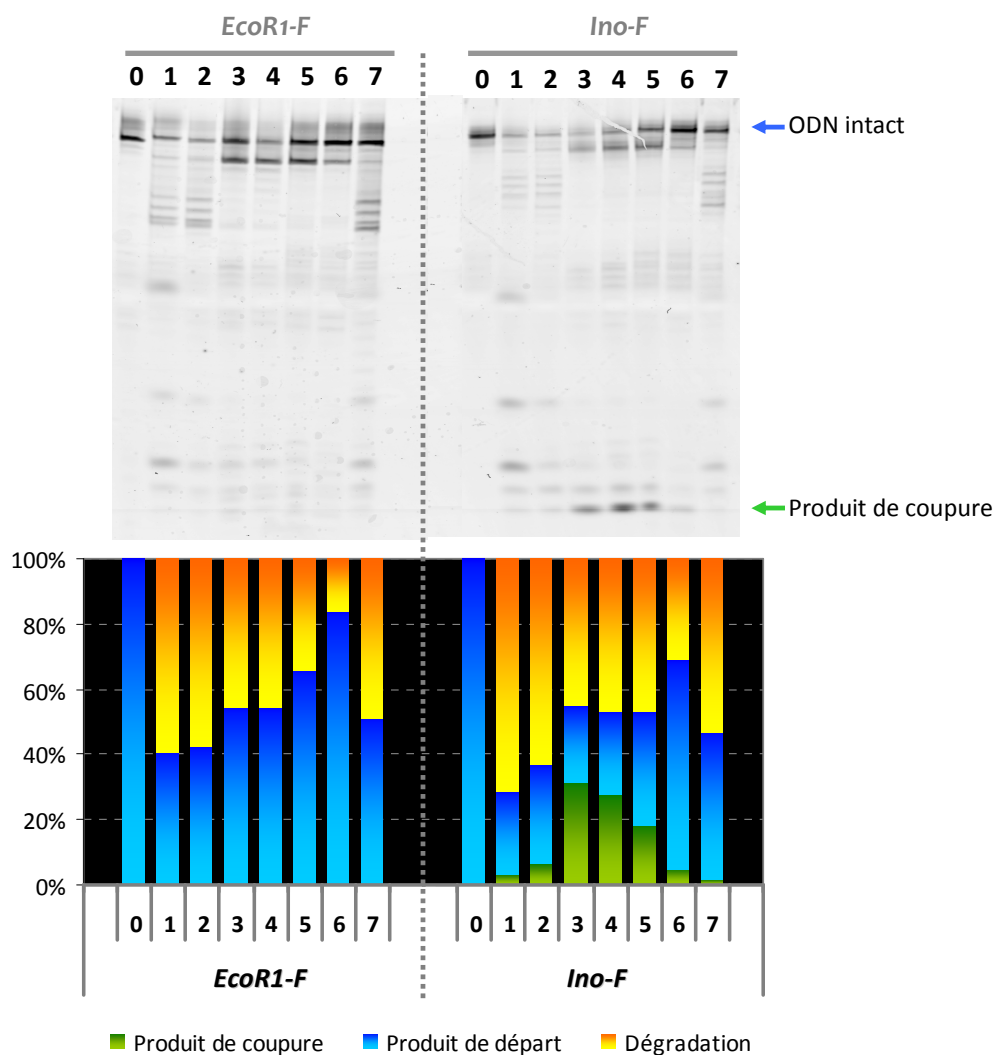 EcoR1-F Ino-F
0 1 2 3 4 5 6 7 0 1 2 3 4 5 6 7
ODN intact
Produit de coupure
100%
80%
60%
40%
20%
0%
0 1 2 3 4 5 6 7 0 1 2 3 4 5 6 7
EcoR1-F Ino-F
Produit de coupure Produit de départ Dégradation